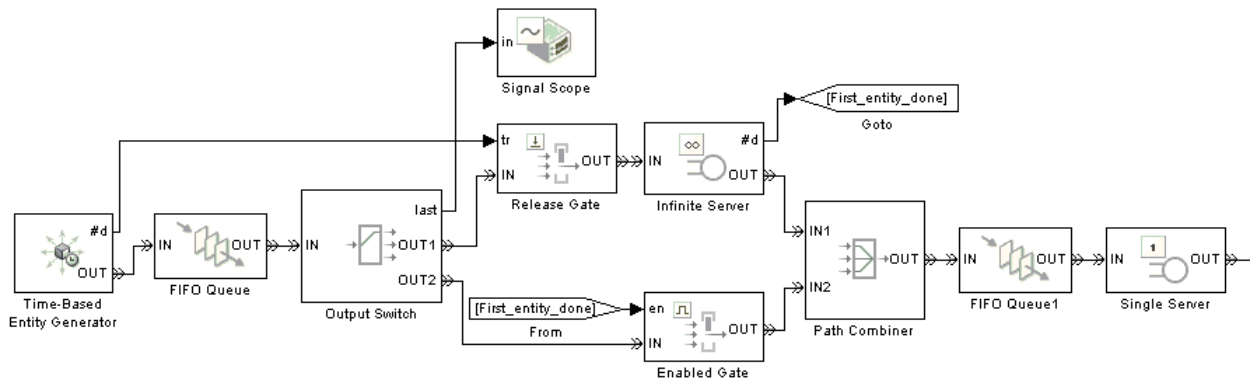 in
Signal Scope
[First_entity_done]
Goto
tr
IN
OUT
Release Gate
IN
#d
OUT
Infinite Server
#d
OUT
Time-Based
Entity Generator
IN
OUT
FIFO Queue
IN
last
OUT1
OUT2
Output Switch
[First_entity_done]
From
en
IN
OUT
Enabled Gate
IN1
IN2
OUT
Path Combiner
IN
OUT
FIFO Queue1
IN
1
OUT
Single Server